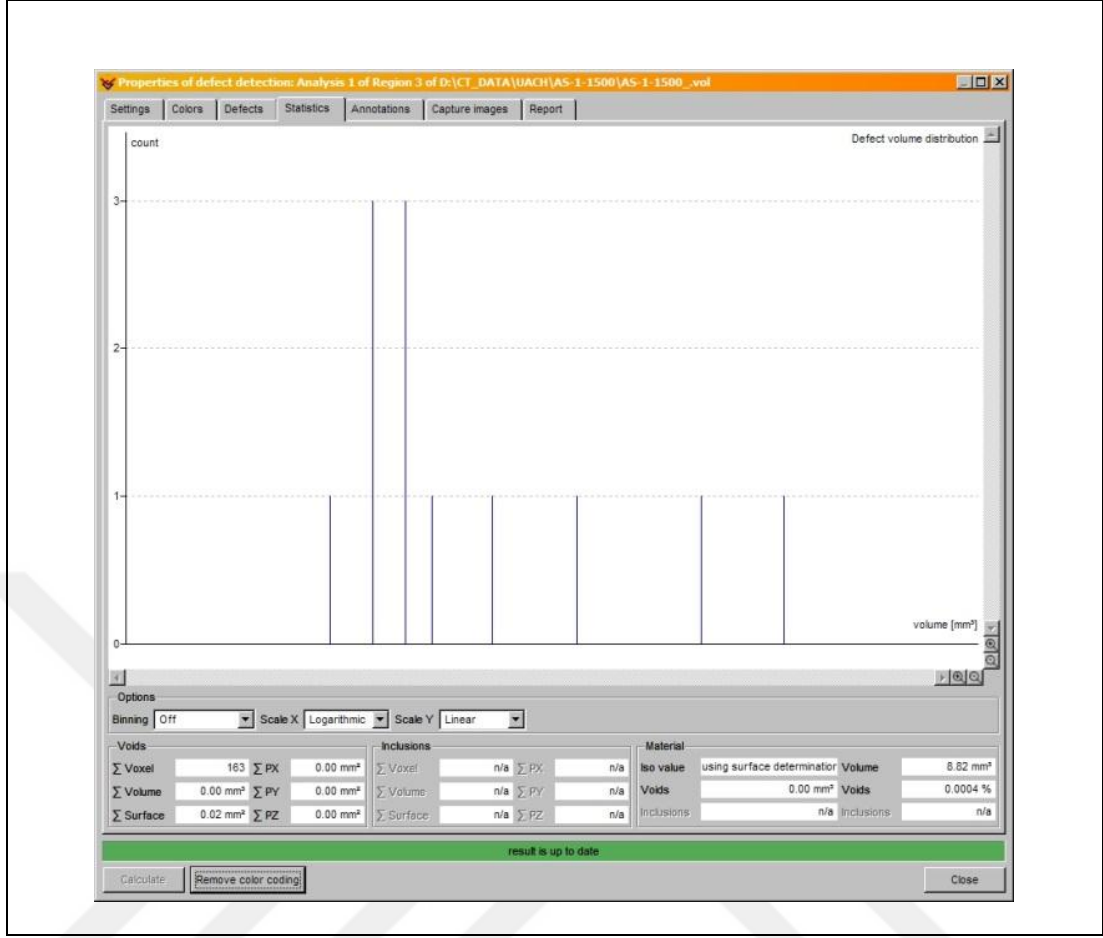 Properties of defect detection: Analysis 1 of Region 3 of D:\CT_DATA\UACH\AS-1-1500\AS-1-1500_.vol
Settings Colors Defects Statistics Annotations Capture images Report
count Defect volume distribution
3
2
1
volume [mm³]
0
Options
Binning Off Scale X Logarithmic Scale Y Linear
Voids Inclusions Material
∑ Voxel 163 ∑ PX 0.00 mm² ∑ Voxel n/a ∑ PX n/a Iso value using surface determination Volume 8.82 mm³
∑ Volume 0.00 mm³ ∑ PY 0.00 mm² ∑ Volume n/a ∑ PY n/a Voids 0.00 mm³ Voids 0.0004 %
∑ Surface 0.02 mm² ∑ PZ 0.00 mm² ∑ Surface n/a ∑ PZ n/a Inclusions n/a Inclusions n/a
result is up to date
Calculate Remove color coding Close